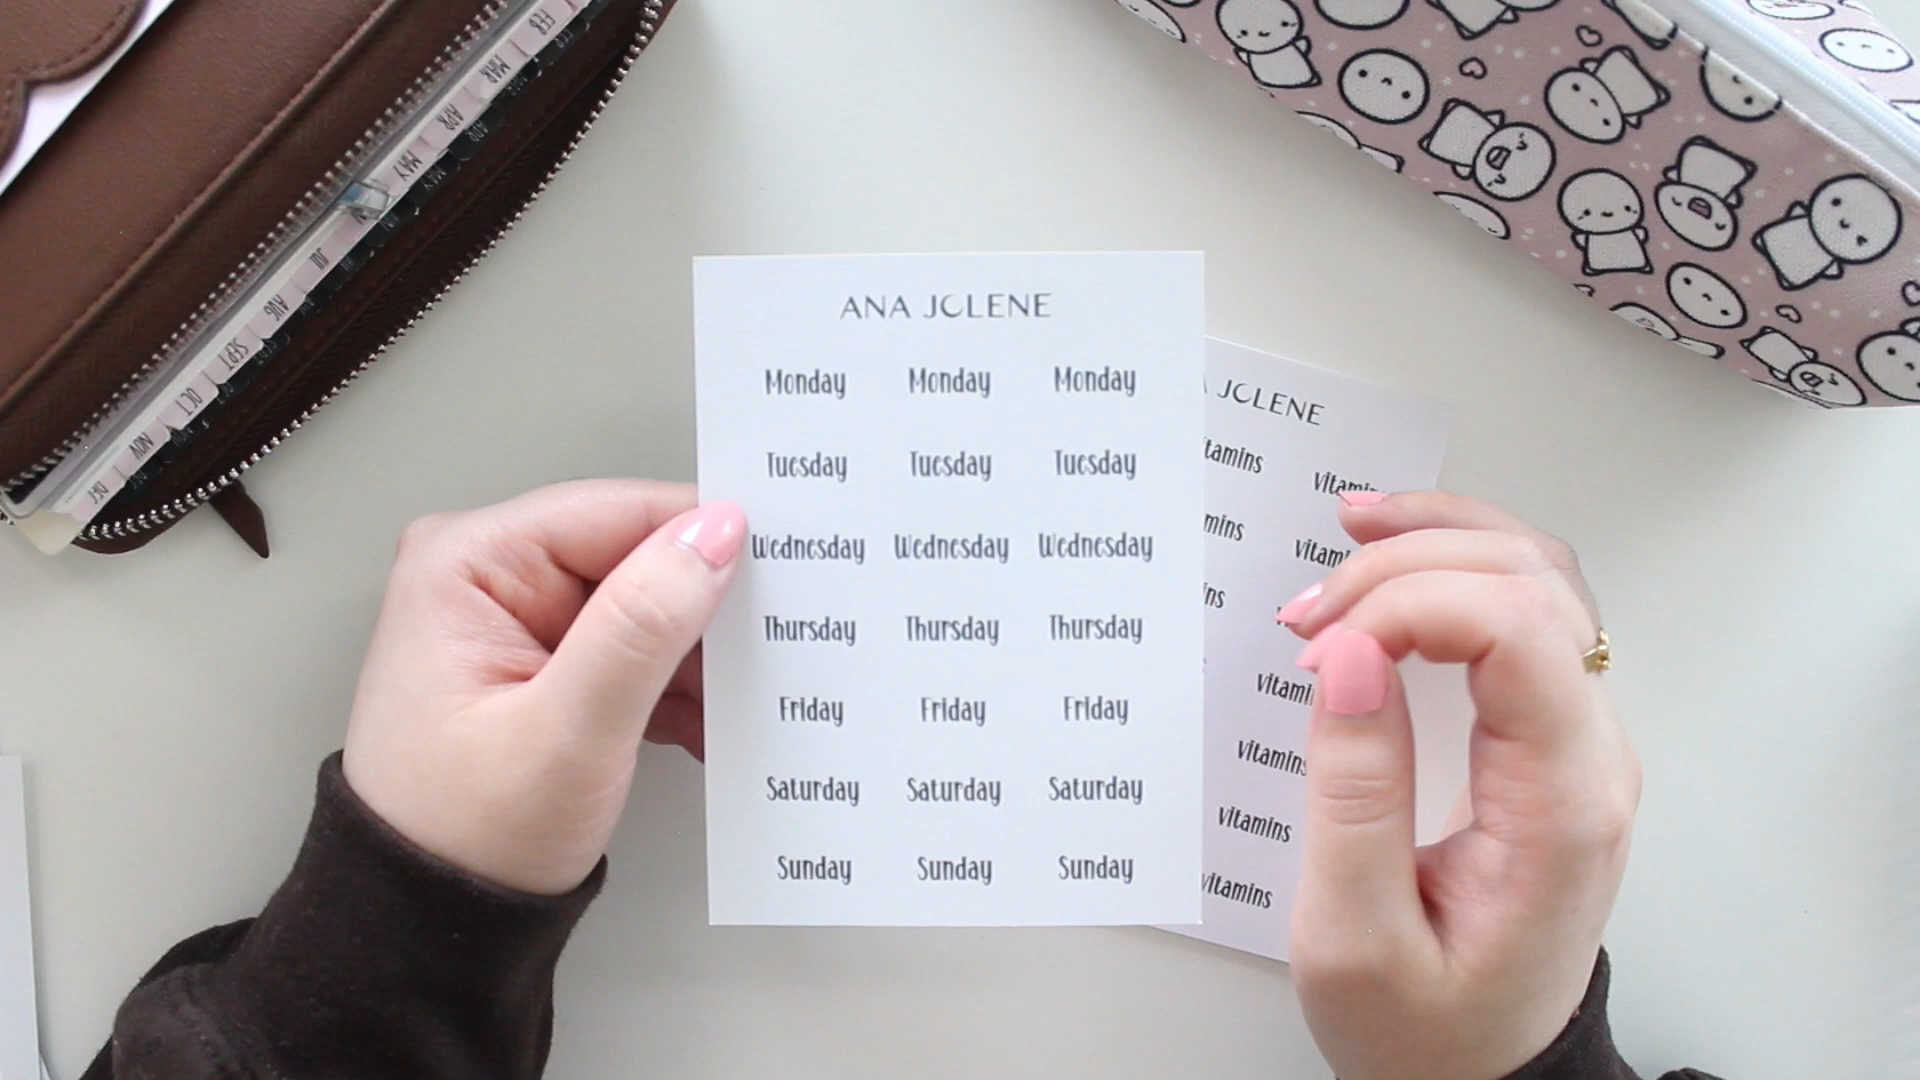 FEB
MAR
APR
MAY
JUL
AUG
SEPT
OCT
NOV
DEC
ANA JOLENE
Monday Monday Monday
Tuesday Tuesday Tuesday
Wednesday Wednesday Wednesday
Thursday Thursday Thursday
Friday Friday Friday
Saturday Saturday Saturday
Sunday Sunday Sunday
JOLENE
vitamins
vitamins
vitamins
vitamins